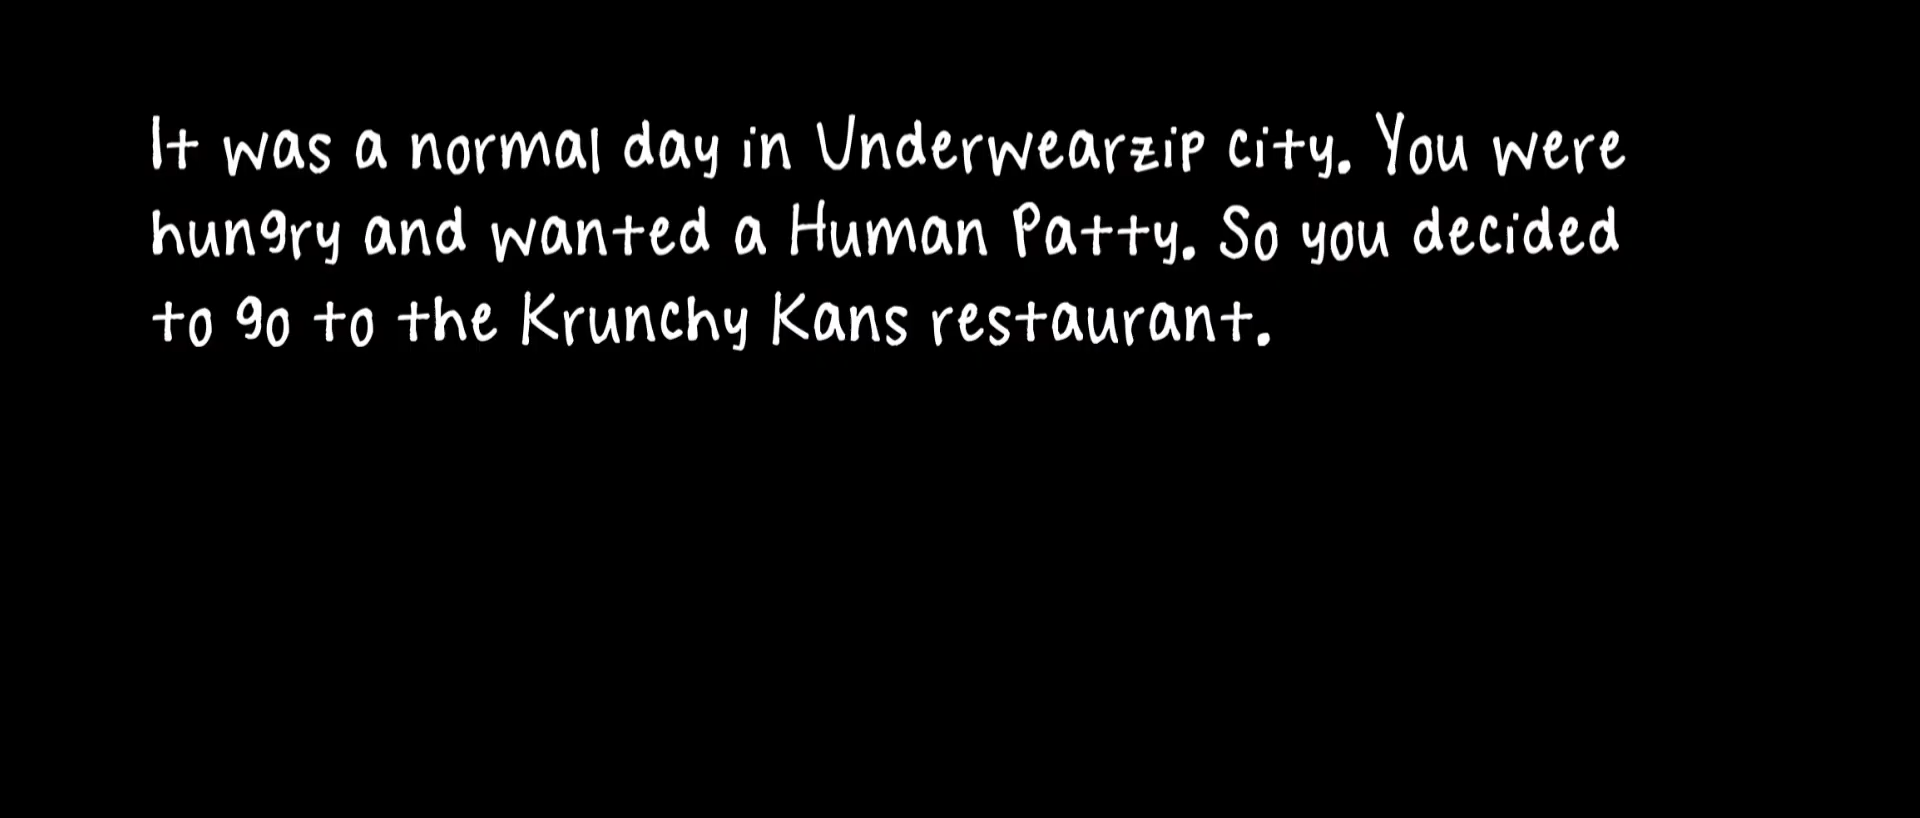 It was a normal day in Underwearzip city. You were
hungry and wanted a Human Patty. So you decided
to go to the Krunchy Kans restaurant.